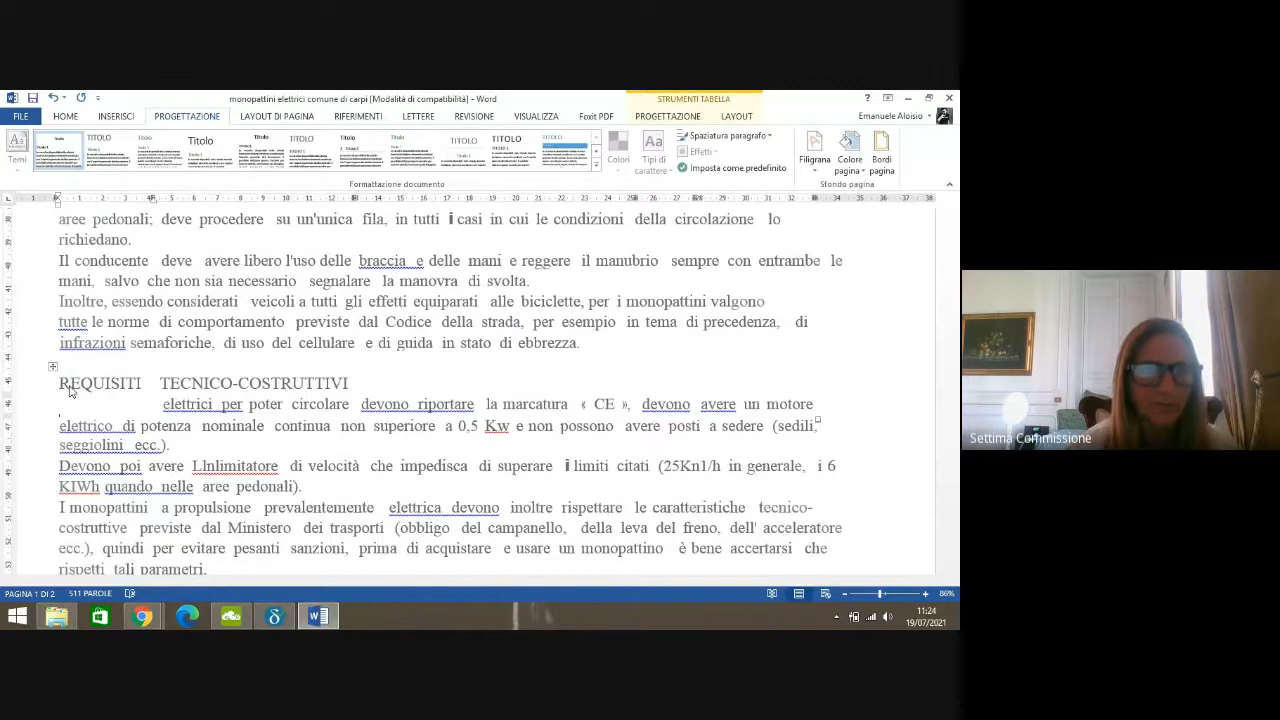 monopattini elettrici comune di carpi [Modalità di compatibilità] - Word
STRUMENTI TABELLA
FILE HOME INSERISCI PROGETTAZIONE LAYOUT DI PAGINA RIFERIMENTI LETTERE REVISIONE VISUALIZZA Foxit PDF PROGETTAZIONE LAYOUT
Emanuele Aloisio
Temi
TITOLO
Titolo
TITOLO
TITOLO
Colori
Tipi di carattere
Spaziatura paragrafo
Effetti
Imposta come predefinito
Filigrana
Colore pagina
Bordi pagina
Formattazione documento
Sfondo pagina
aree pedonali; deve procedere su un'unica fila, in tutti i casi in cui le condizioni della circolazione lo
richiedano.
Il conducente deve avere libero l'uso delle braccia e delle mani e reggere il manubrio sempre con entrambe le
mani, salvo che non sia necessario segnalare la manovra di svolta.
Inoltre, essendo considerati veicoli a tutti gli effetti equiparati alle biciclette, per i monopattini valgono
tutte le norme di comportamento previste dal Codice della strada, per esempio in tema di precedenza, di
infrazioni semaforiche, di uso del cellulare e di guida in stato di ebbrezza.
REQUISITI TECNICO-COSTRUTTIVI
elettrici per poter circolare devono riportare la marcatura « CE », devono avere un motore
elettrico di potenza nominale continua non superiore a 0,5 Kw e non possono avere posti a sedere (sedili,
seggiolini ecc.).
Devono poi avere Llnlimitatore di velocità che impedisca di superare i limiti citati (25Kn1/h in generale, i 6
KIWh quando nelle aree pedonali).
I monopattini a propulsione prevalentemente elettrica devono inoltre rispettare le caratteristiche tecnico-
costruttive previste dal Ministero dei trasporti (obbligo del campanello, della leva del freno, dell' acceleratore
ecc.), quindi per evitare pesanti sanzioni, prima di acquistare e usare un monopattino è bene accertarsi che
rispetti tali parametri.
PAGINA 1 DI 2 511 PAROLE
86%
11:24
19/07/2021
Settima Commissione